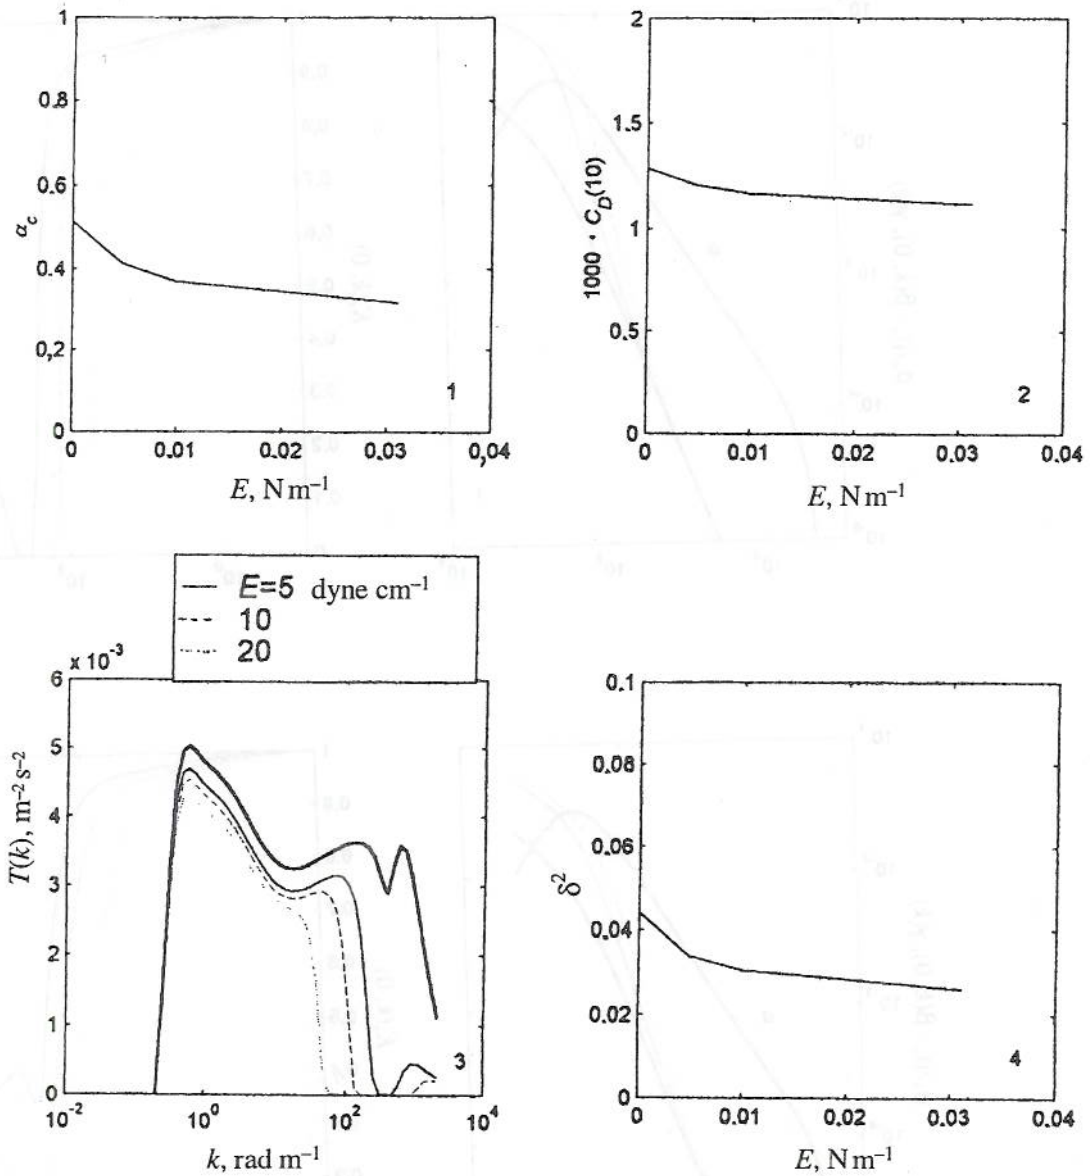 1
0.8
0.6
0.4
0,2
0
α_c
0 0.01 0.02 0.03 0,04
E, N m⁻¹
1
2
1.5
1
0.5
0
1000 · C_D(10)
0 0.01 0.02 0.03 0.04
E, N m⁻¹
2
E=5 dyne cm⁻¹
10
20
x 10⁻³
6
5
4
3
2
1
0
T(k), m⁻² s⁻²
10⁻² 10⁰ 10² 10⁴
k, rad m⁻¹
3
0.1
0.08
0.06
0.04
0.02
0
δ²
0 0.01 0.02 0.03 0.04
E, N m⁻¹
4